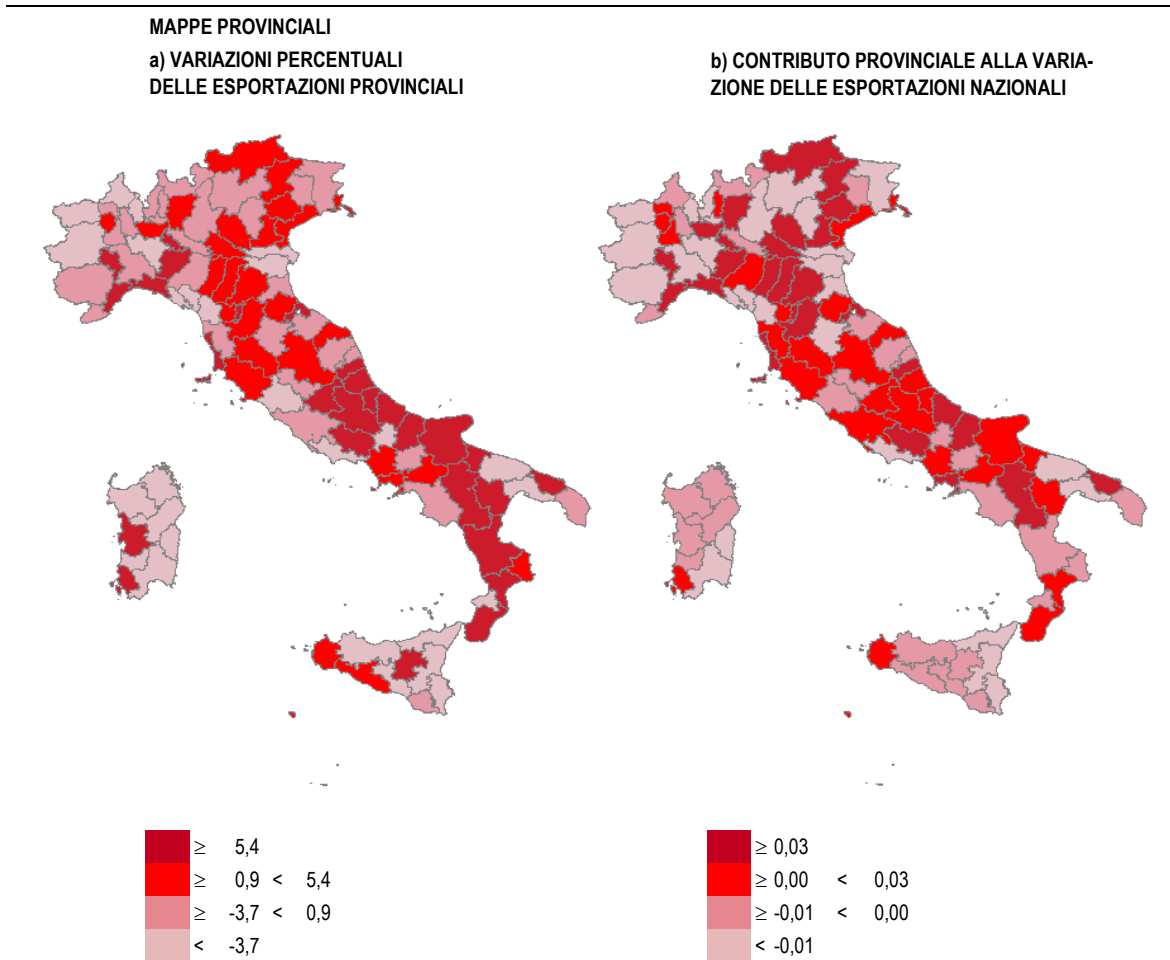 MAPPE PROVINCIALI
a) VARIAZIONI PERCENTUALI
DELLE ESPORTAZIONI PROVINCIALI
b) CONTRIBUTO PROVINCIALE ALLA VARIA-
ZIONE DELLE ESPORTAZIONI NAZIONALI
≥ 5,4
≥ 0,9 < 5,4
≥ -3,7 < 0,9
< -3,7
≥ 0,03
≥ 0,00 < 0,03
≥ -0,01 < 0,00
< -0,01